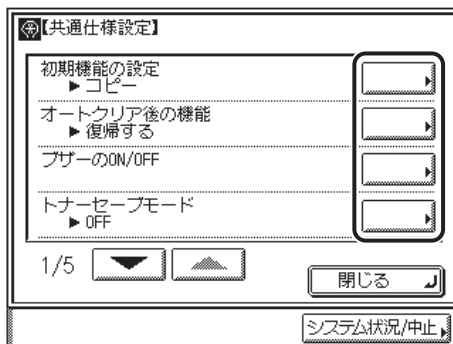 【共通仕様設定】
初期機能の設定
▶コピー
オートクリア後の機能
▶復帰する
ブザーのON/OFF
トナーセーブモード
▶OFF
1/5
閉じる
システム状況/中止